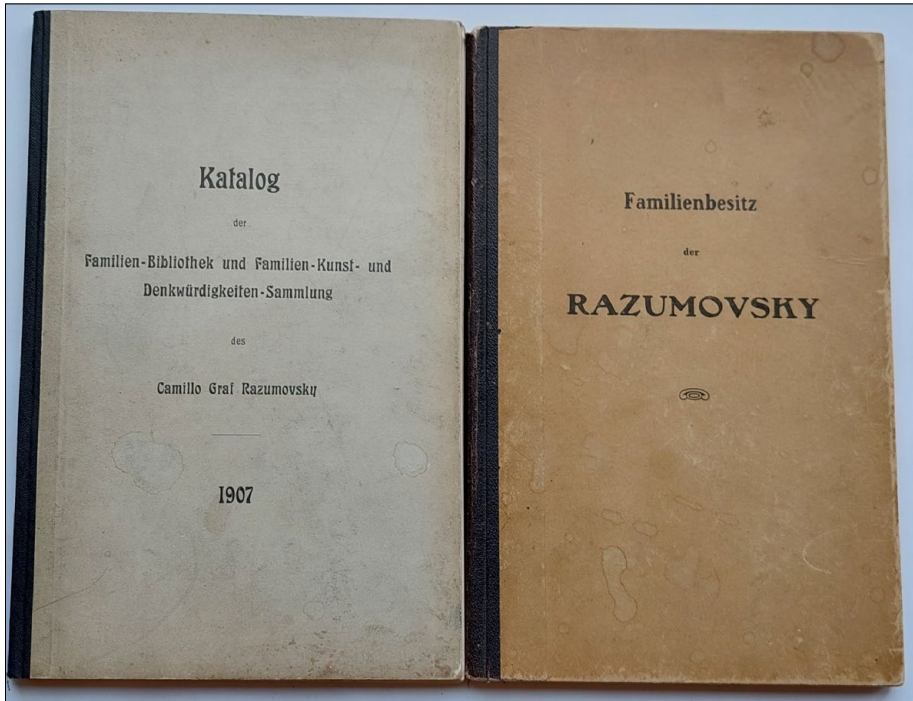 Katalog
der
Familien-Bibliothek und Familien-Kunst- und
Denkwürdigkeiten-Sammlung
des
Camillo Graf Razumovsky
1907
Familienbesitz
der
RAZUMOVSKY